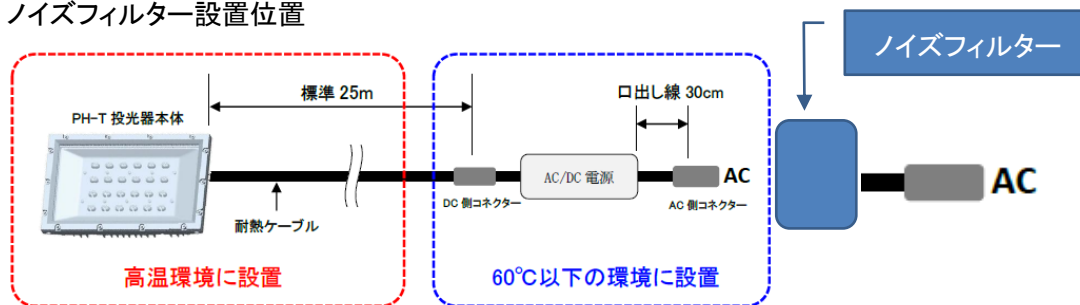 ノイズフィルター設置位置
ノイズフィルター
標準 25m
口出し線 30cm
PH-T 投光器本体
AC/DC 電源
AC
AC
DC 側コネクター
AC 側コネクター
耐熱ケーブル
高温環境に設置
60℃以下の環境に設置